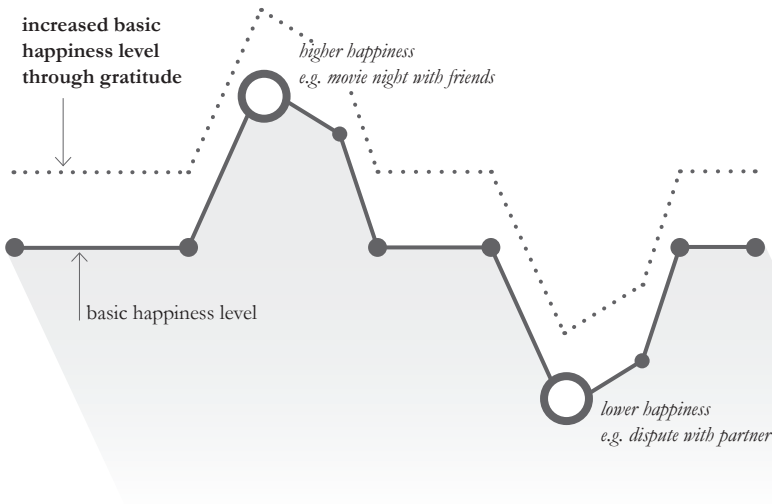 increased basic
happiness level
through gratitude
higher happiness
e.g. movie night with friends
basic happiness level
lower happiness
e.g. dispute with partner